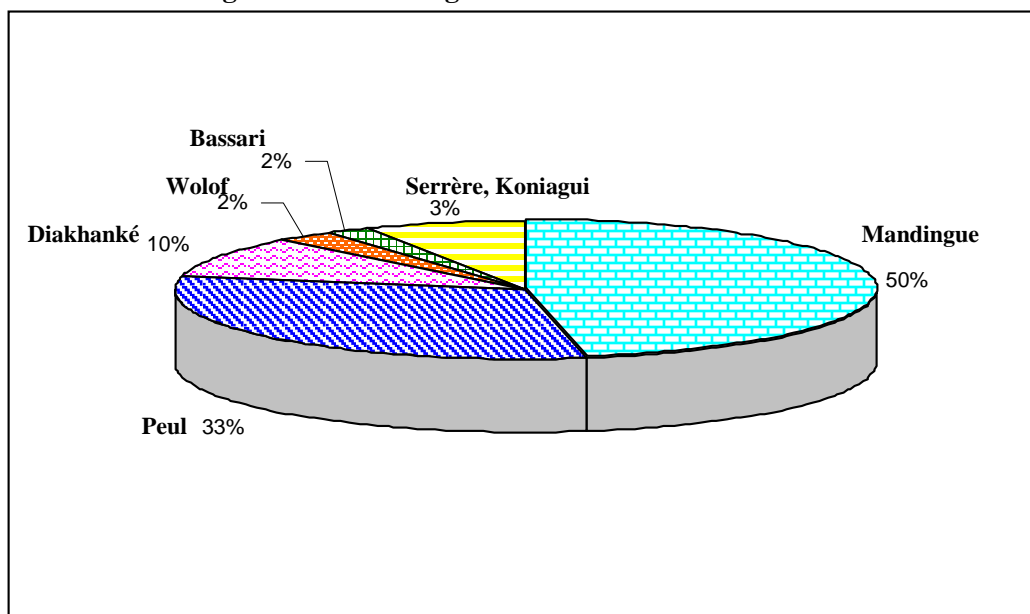 Bassari
2%
Wolof
2%
Serrère, Koniagui
3%
Diakhanké 10%
Mandingue
50%
Peul 33%